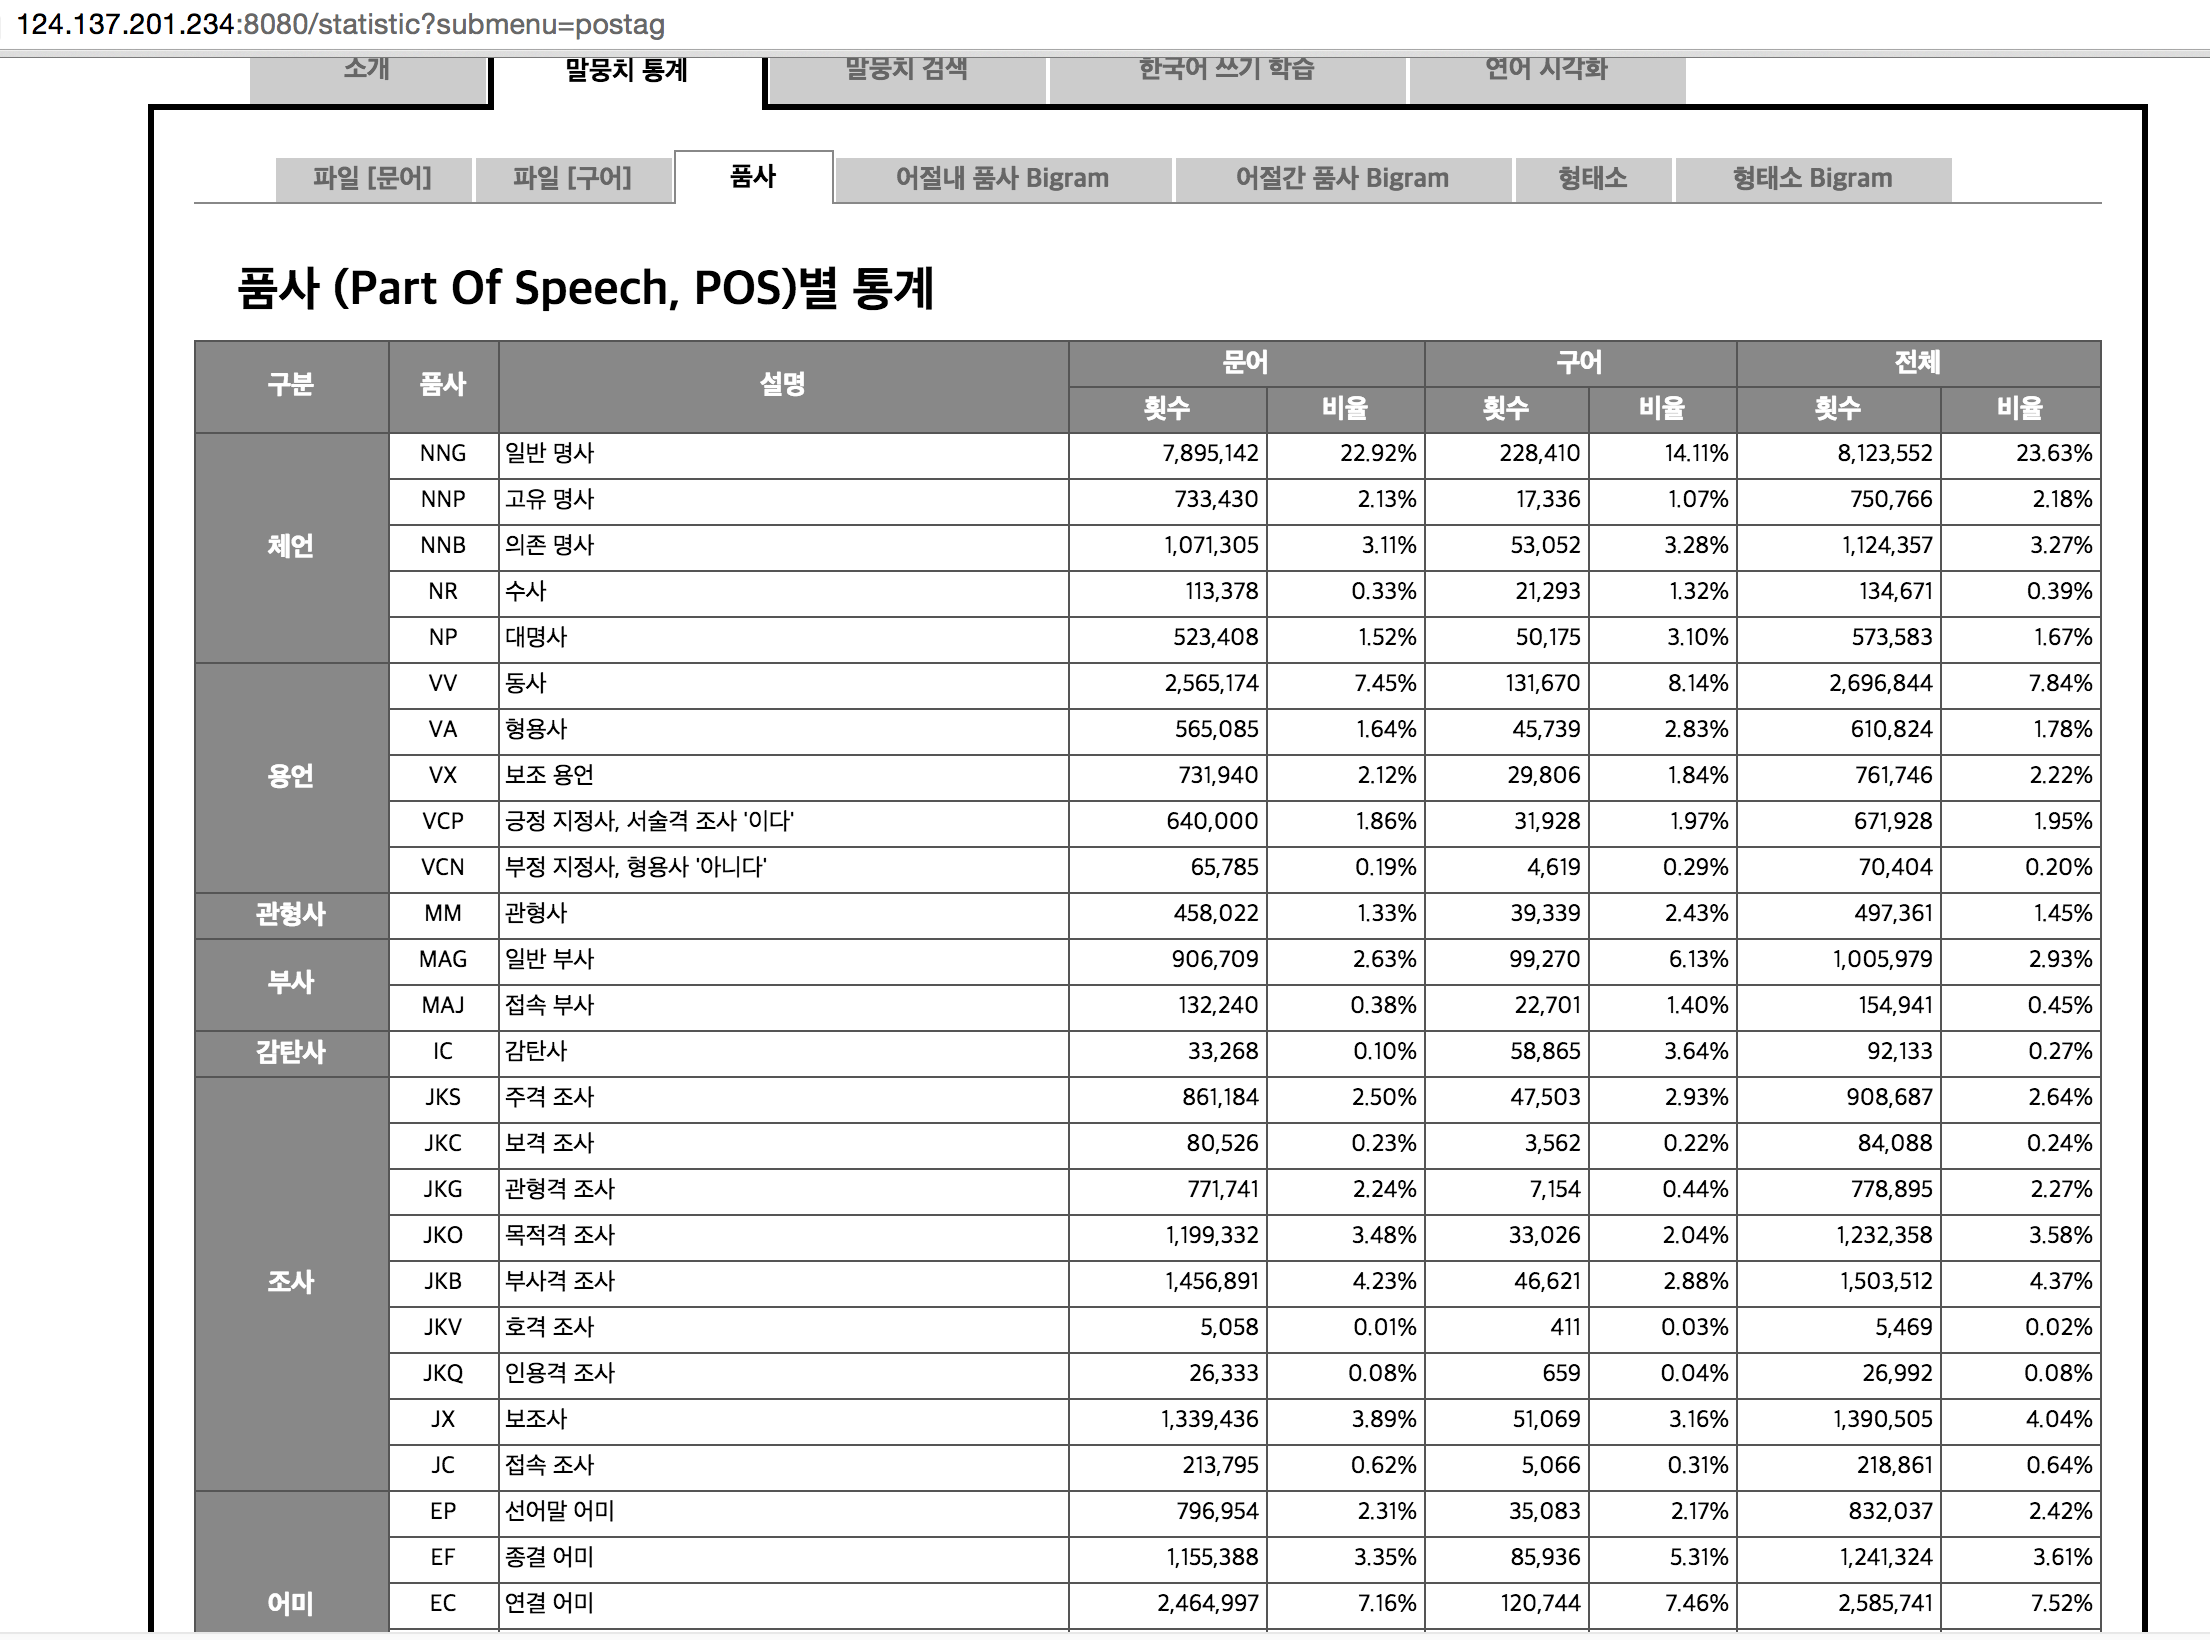 124.137.201.234:8080/statistic?submenu=postag
소개 말뭉치 통계 말뭉치 검색 한국어 쓰기 학습 연어 시각화
파일 [문어] 파일 [구어] 품사 어절내 품사 Bigram 어절간 품사 Bigram 형태소 형태소 Bigram
품사 (Part Of Speech, POS)별 통계
구분 품사 설명 문어 구어 전체
횟수 비율 횟수 비율 횟수 비율
체언
NNG 일반 명사 7,895,142 22.92% 228,410 14.11% 8,123,552 23.63%
NNP 고유 명사 733,430 2.13% 17,336 1.07% 750,766 2.18%
NNB 의존 명사 1,071,305 3.11% 53,052 3.28% 1,124,357 3.27%
NR 수사 113,378 0.33% 21,293 1.32% 134,671 0.39%
NP 대명사 523,408 1.52% 50,175 3.10% 573,583 1.67%
용언
VV 동사 2,565,174 7.45% 131,670 8.14% 2,696,844 7.84%
VA 형용사 565,085 1.64% 45,739 2.83% 610,824 1.78%
VX 보조 용언 731,940 2.12% 29,806 1.84% 761,746 2.22%
VCP 긍정 지정사, 서술격 조사 '이다' 640,000 1.86% 31,928 1.97% 671,928 1.95%
VCN 부정 지정사, 형용사 '아니다' 65,785 0.19% 4,619 0.29% 70,404 0.20%
관형사 MM 관형사 458,022 1.33% 39,339 2.43% 497,361 1.45%
부사
MAG 일반 부사 906,709 2.63% 99,270 6.13% 1,005,979 2.93%
MAJ 접속 부사 132,240 0.38% 22,701 1.40% 154,941 0.45%
감탄사 IC 감탄사 33,268 0.10% 58,865 3.64% 92,133 0.27%
조사
JKS 주격 조사 861,184 2.50% 47,503 2.93% 908,687 2.64%
JKC 보격 조사 80,526 0.23% 3,562 0.22% 84,088 0.24%
JKG 관형격 조사 771,741 2.24% 7,154 0.44% 778,895 2.27%
JKO 목적격 조사 1,199,332 3.48% 33,026 2.04% 1,232,358 3.58%
JKB 부사격 조사 1,456,891 4.23% 46,621 2.88% 1,503,512 4.37%
JKV 호격 조사 5,058 0.01% 411 0.03% 5,469 0.02%
JKQ 인용격 조사 26,333 0.08% 659 0.04% 26,992 0.08%
JX 보조사 1,339,436 3.89% 51,069 3.16% 1,390,505 4.04%
JC 접속 조사 213,795 0.62% 5,066 0.31% 218,861 0.64%
어미
EP 선어말 어미 796,954 2.31% 35,083 2.17% 832,037 2.42%
EF 종결 어미 1,155,388 3.35% 85,936 5.31% 1,241,324 3.61%
EC 연결 어미 2,464,997 7.16% 120,744 7.46% 2,585,741 7.52%